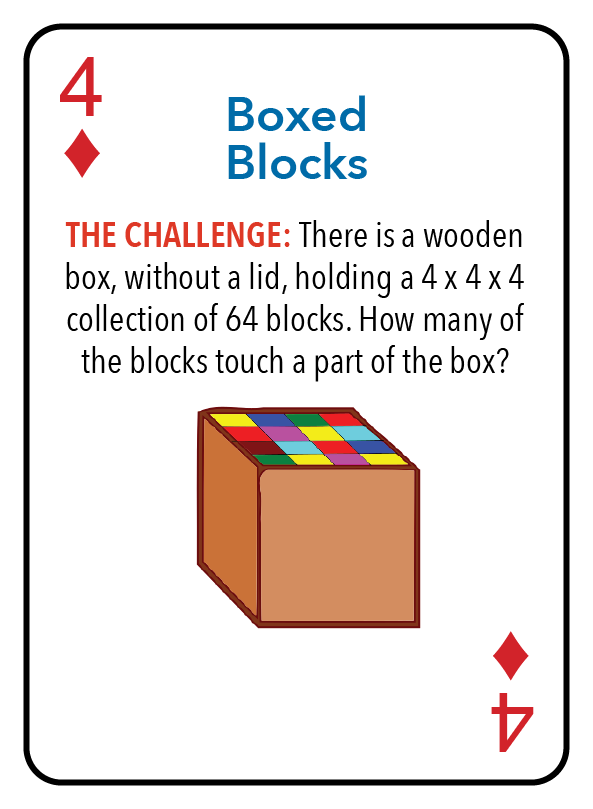 4
Boxed
Blocks
THE CHALLENGE: There is a wooden
box, without a lid, holding a 4 x 4 x 4
collection of 64 blocks. How many of
the blocks touch a part of the box?
4